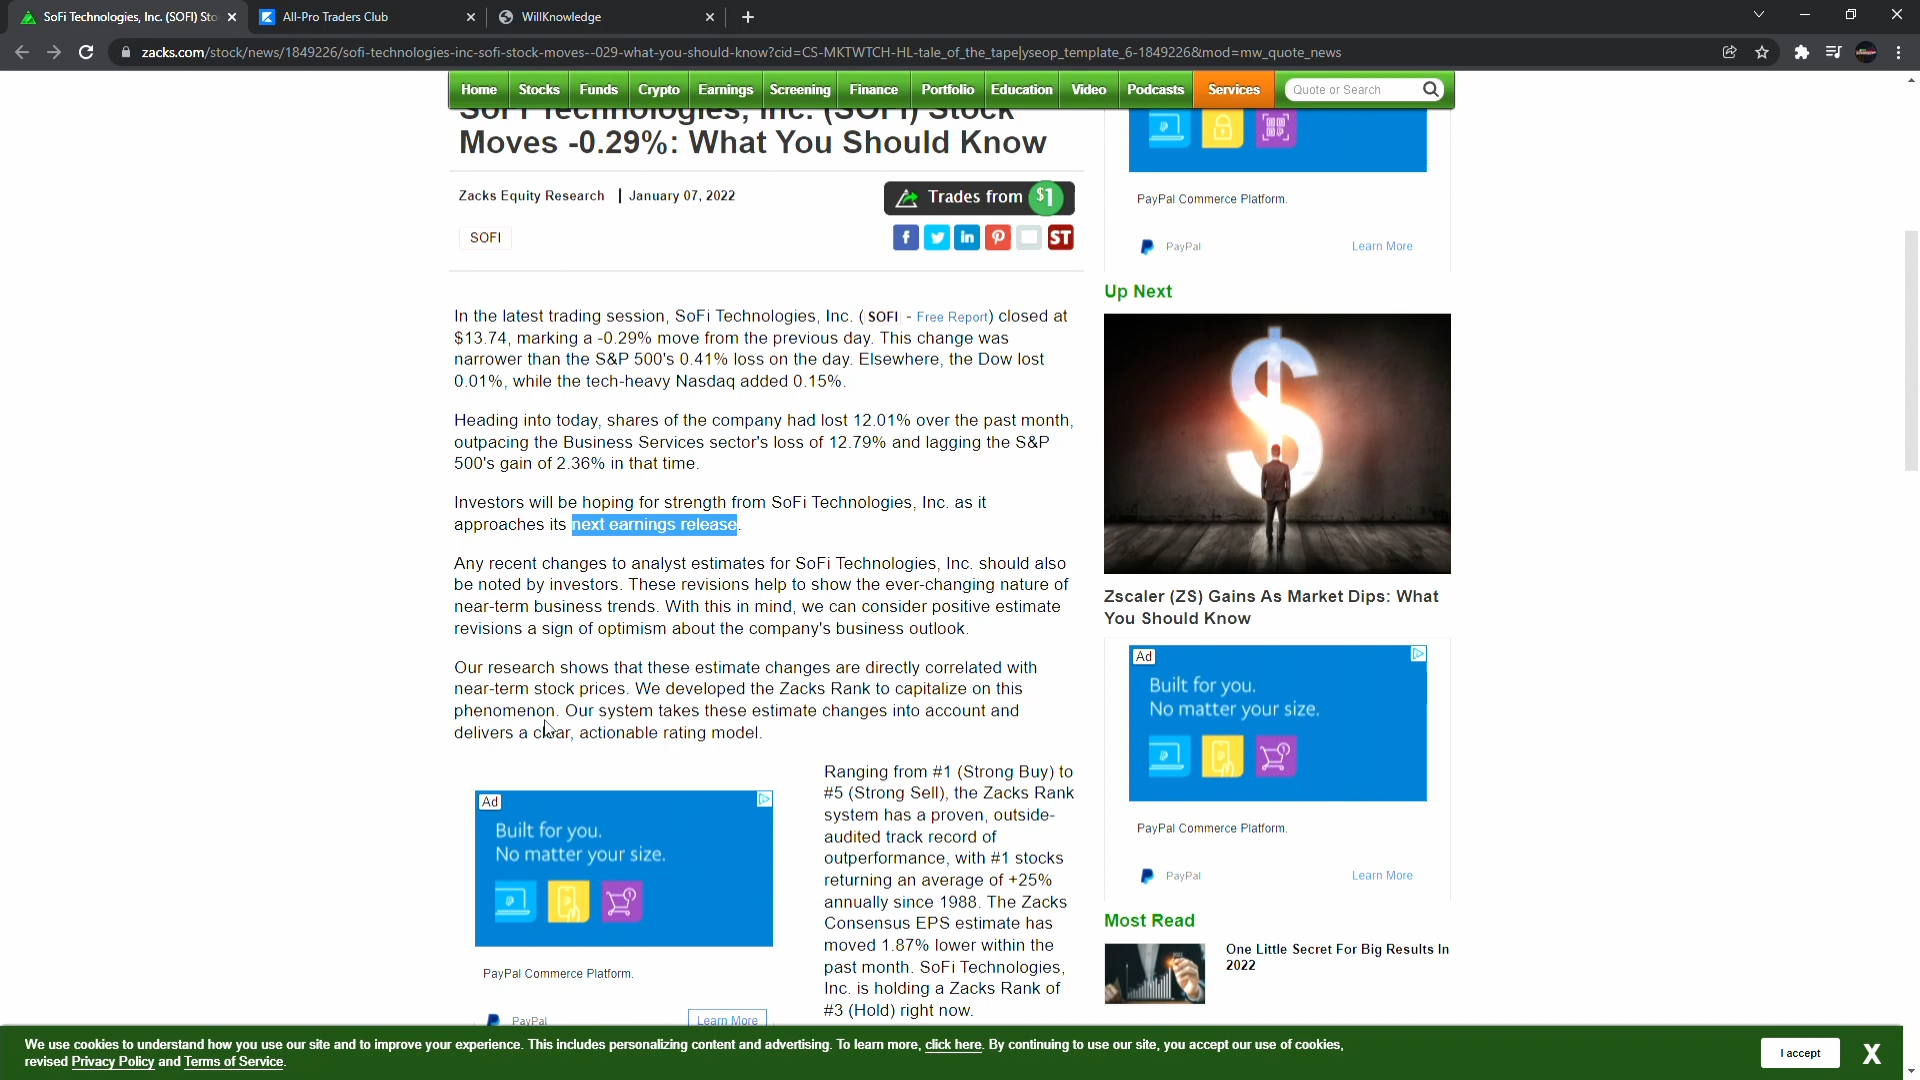 SoFi Technologies, Inc. (SOFI) Sto
All-Pro Traders Club
WillKnowledge
zacks.com/stock/news/1849226/sofi-technologies-inc-sofi-stock-moves--029-what-you-should-know?cid=CS-MKTWTCH-HL-tale_of_the_tape|yseop_template_6-1849226&mod=mw_quote_news
Home Stocks Funds Crypto Earnings Screening Finance Portfolio Education Video Podcasts Services Quote or Search
SoFi Technologies, Inc. (SOFI) Stock
Moves -0.29%: What You Should Know
Zacks Equity Research | January 07, 2022
Trades from $1
SOFI
f in ST
In the latest trading session, SoFi Technologies, Inc. ( SOFI - Free Report) closed at
$13.74, marking a -0.29% move from the previous day. This change was
narrower than the S&P 500's 0.41% loss on the day. Elsewhere, the Dow lost
0.01%, while the tech-heavy Nasdaq added 0.15%.
Heading into today, shares of the company had lost 12.01% over the past month,
outpacing the Business Services sector's loss of 12.79% and lagging the S&P
500's gain of 2.36% in that time.
Investors will be hoping for strength from SoFi Technologies, Inc. as it
approaches its next earnings release.
Any recent changes to analyst estimates for SoFi Technologies, Inc. should also
be noted by investors. These revisions help to show the ever-changing nature of
near-term business trends. With this in mind, we can consider positive estimate
revisions a sign of optimism about the company's business outlook.
Our research shows that these estimate changes are directly correlated with
near-term stock prices. We developed the Zacks Rank to capitalize on this
phenomenon. Our system takes these estimate changes into account and
delivers a clear, actionable rating model.
Ad
Built for you.
No matter your size.
PayPal Commerce Platform.
PayPal
Learn More
Ranging from #1 (Strong Buy) to
#5 (Strong Sell), the Zacks Rank
system has a proven, outside-
audited track record of
outperformance, with #1 stocks
returning an average of +25%
annually since 1988. The Zacks
Consensus EPS estimate has
moved 1.87% lower within the
past month. SoFi Technologies,
Inc. is holding a Zacks Rank of
#3 (Hold) right now.
PayPal Commerce Platform.
PayPal
Learn More
Up Next
Zscaler (ZS) Gains As Market Dips: What
You Should Know
Ad
Built for you.
No matter your size.
PayPal Commerce Platform.
PayPal
Learn More
Most Read
One Little Secret For Big Results In
2022
We use cookies to understand how you use our site and to improve your experience. This includes personalizing content and advertising. To learn more, click here. By continuing to use our site, you accept our use of cookies,
revised Privacy Policy and Terms of Service.
I accept
X